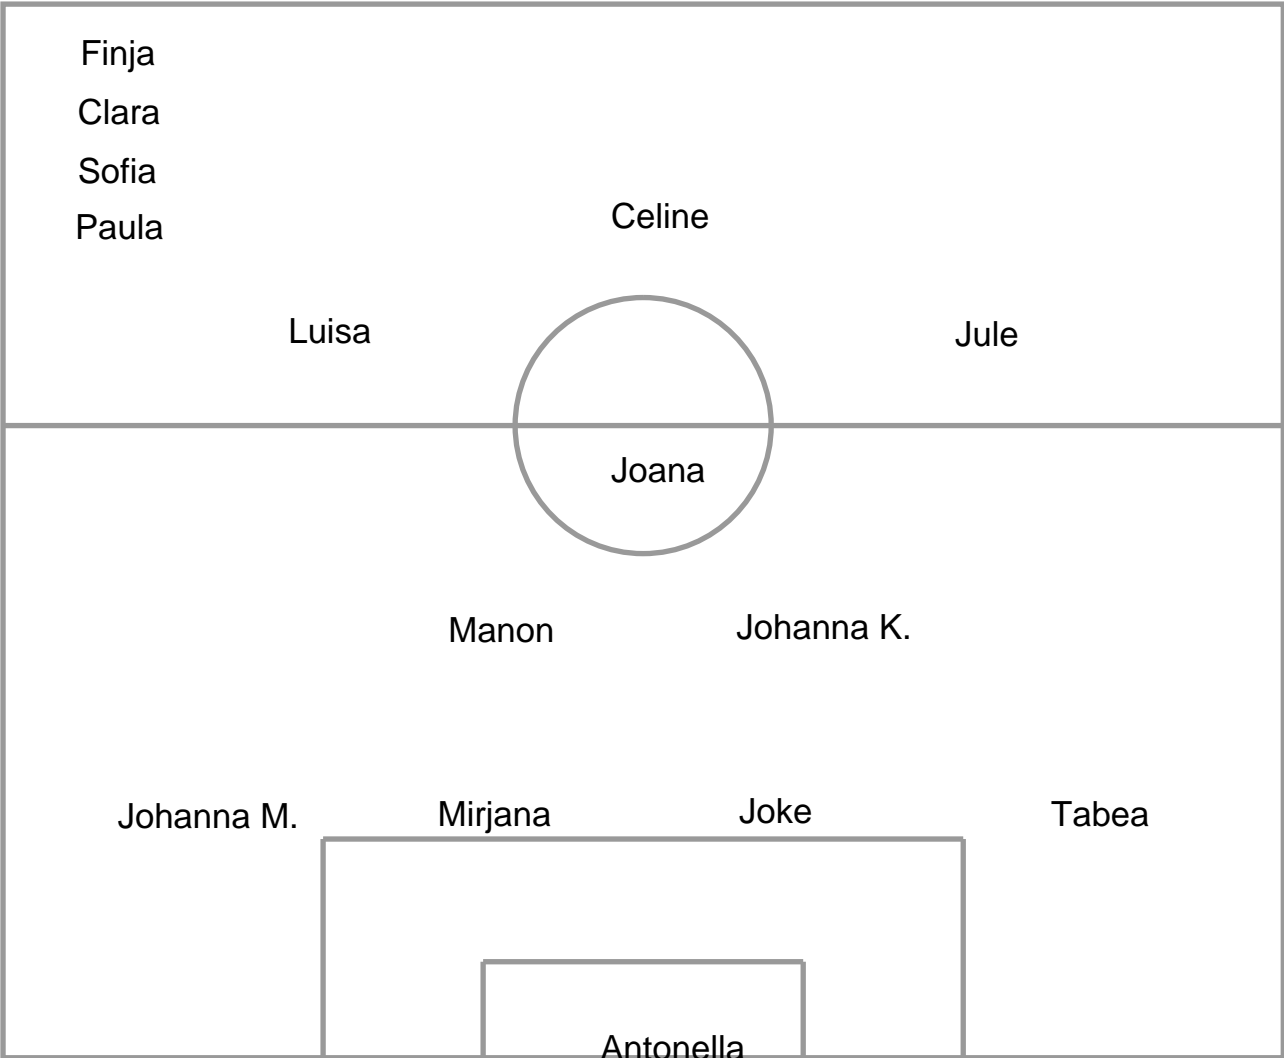 Finja
Clara
Sofia
Paula
Celine
Luisa
Jule
Joana
Manon
Johanna K.
Johanna M.
Mirjana
Joke
Tabea
Antonella